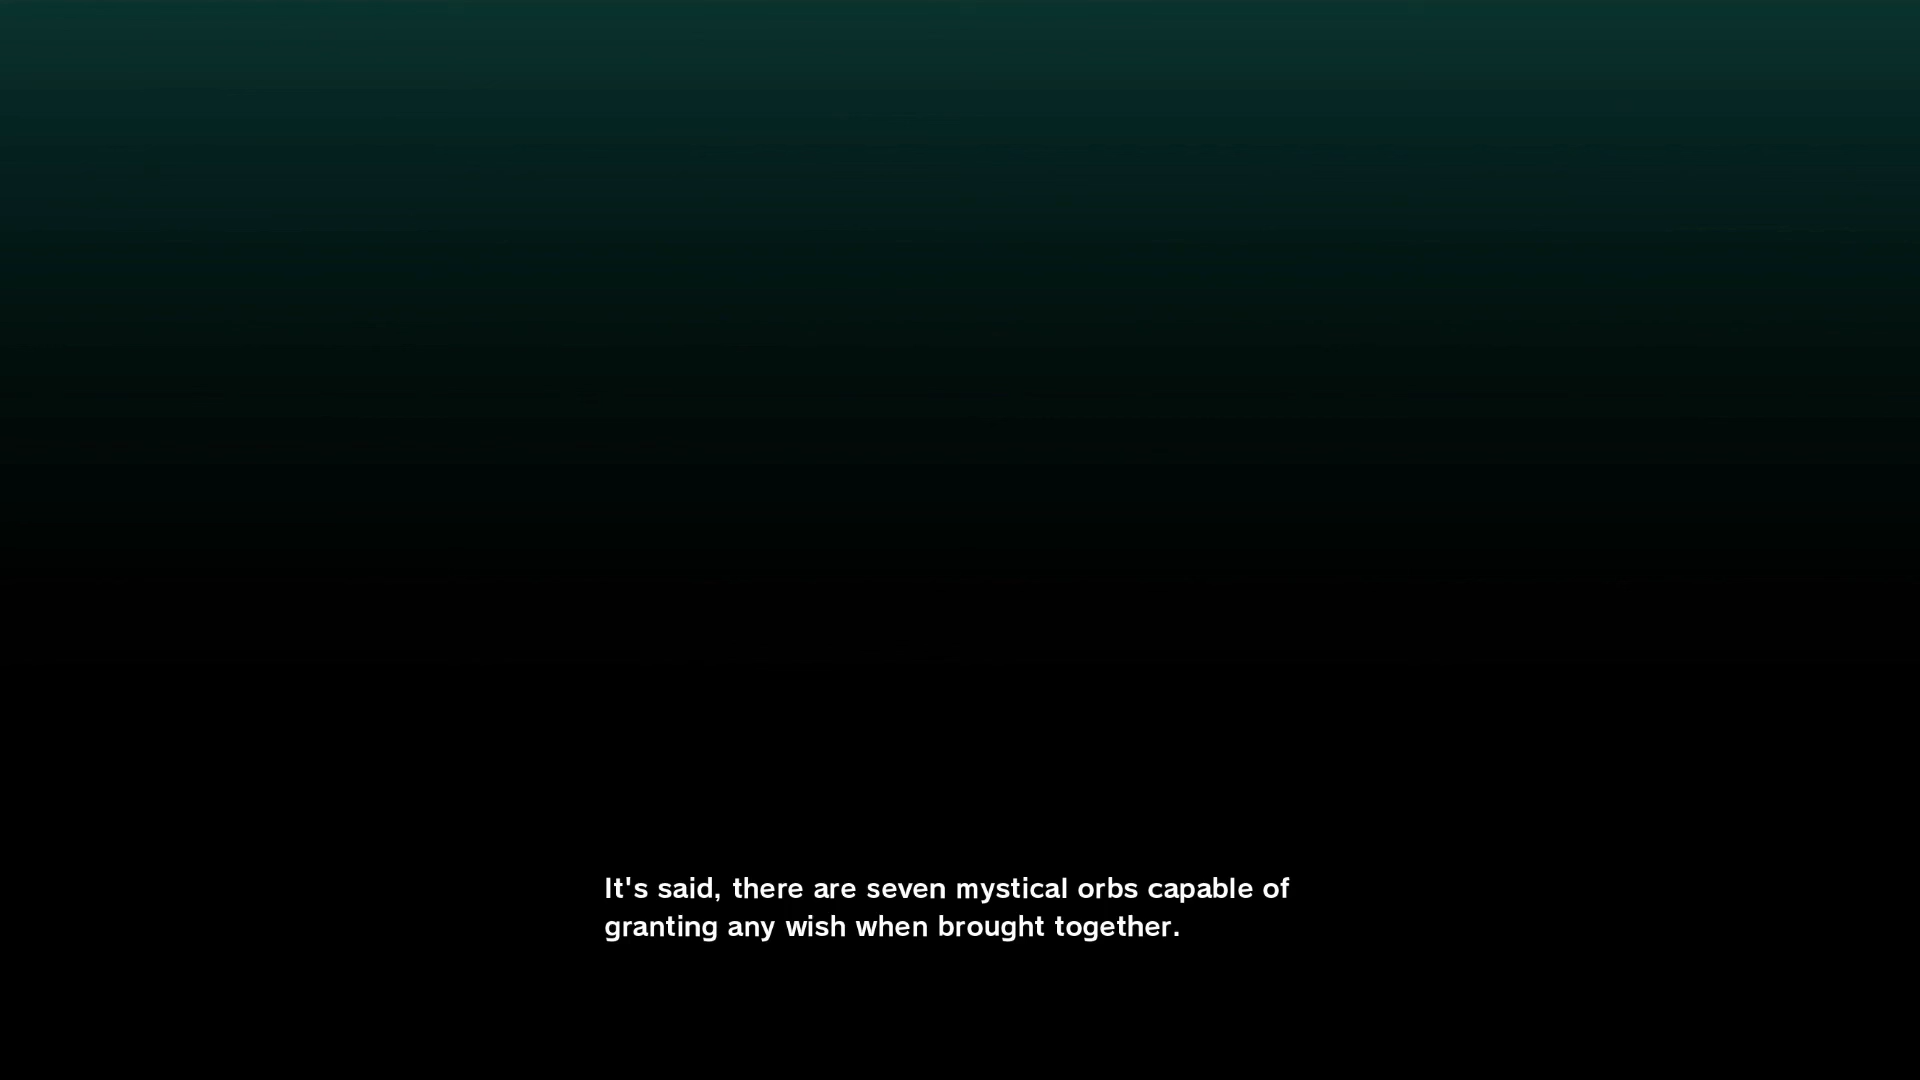 It's said, there are seven mystical orbs capable of
granting any wish when brought together.